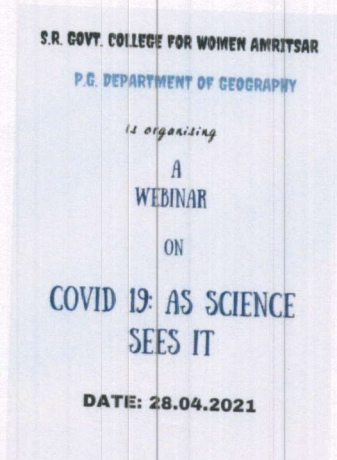 S.R. GOVT. COLLEGE FOR WOMEN AMRITSAR
P.G. DEPARTMENT OF GEOGRAPHY
is organising
A
WEBINAR
ON
COVID 19: AS SCIENCE
SEES IT
DATE: 28.04.2021